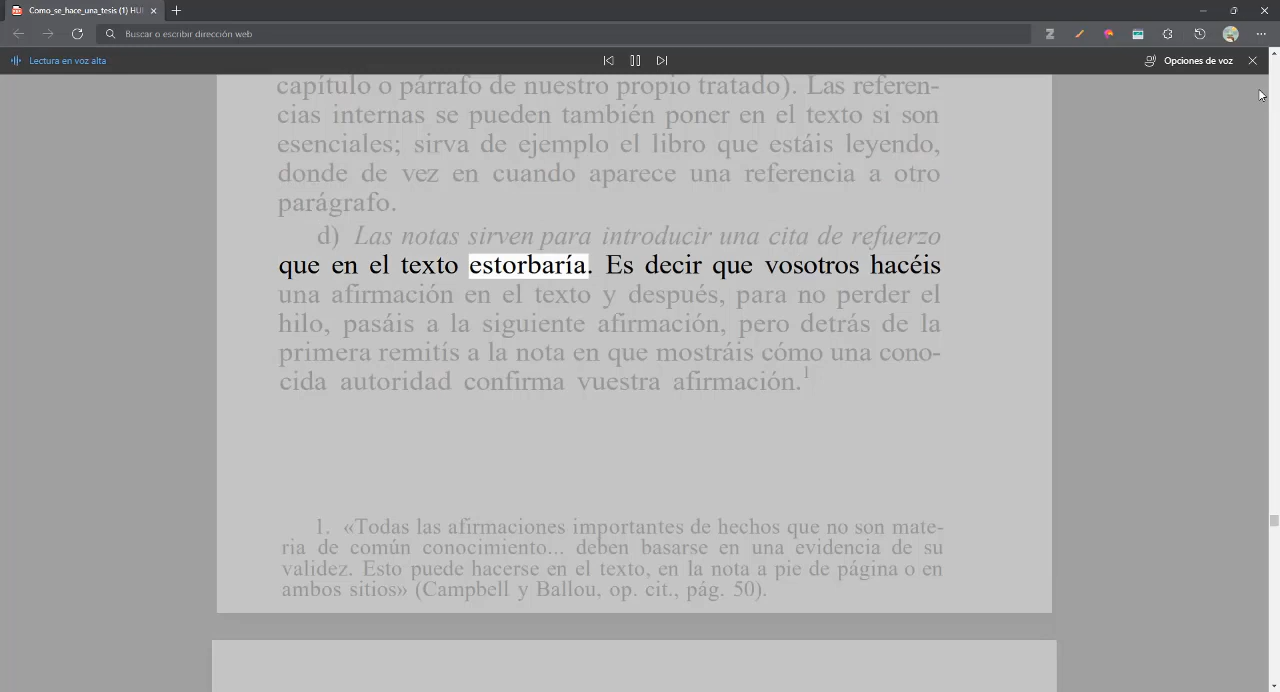 Como_se_hace_una_tesis (1) HUI
Buscar o escribir dirección web
Lectura en voz alta
Opciones de voz
capítulo o párrafo de nuestro propio tratado). Las referen-
cias internas se pueden también poner en el texto si son
esenciales; sirva de ejemplo el libro que estáis leyendo,
donde de vez en cuando aparece una referencia a otro
parágrafo.
d) Las notas sirven para introducir una cita de refuerzo
que en el texto estorbaría. Es decir que vosotros hacéis
una afirmación en el texto y después, para no perder el
hilo, pasáis a la siguiente afirmación, pero detrás de la
primera remitís a la nota en que mostráis cómo una cono-
cida autoridad confirma vuestra afirmación.1
1. «Todas las afirmaciones importantes de hechos que no son mate-
ria de común conocimiento... deben basarse en una evidencia de su
validez. Esto puede hacerse en el texto, en la nota a pie de página o en
ambos sitios» (Campbell y Ballou, op. cit., pág. 50).